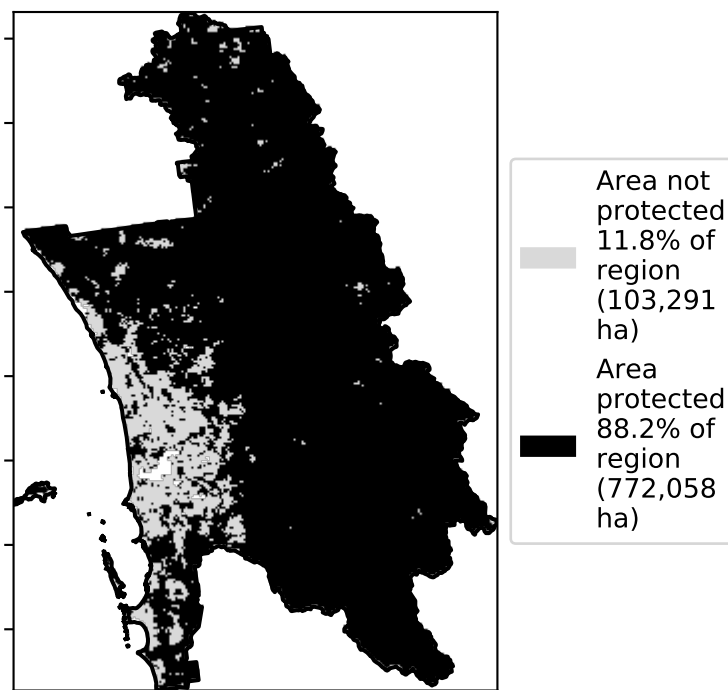 Area not
protected
11.8% of
region
(103,291
ha)
Area
protected
88.2% of
region
(772,058
ha)